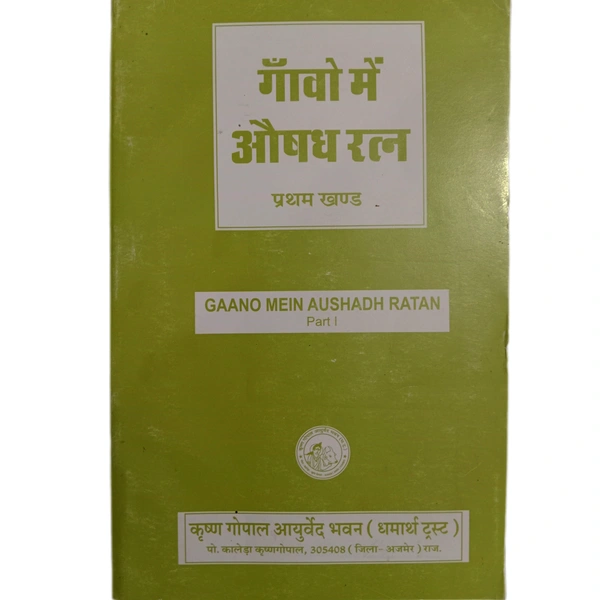 गाँवो में
औषध रत्न
प्रथम खण्ड
GAANO MEIN AUSHADH RATAN
Part I
कृष्ण गोपाल आयुर्वेद भवन ( धमार्थ ट्रस्ट )
पो. कालेड़ा कृष्णगोपाल, 305408 ( जिला- अजमेर ) राज.